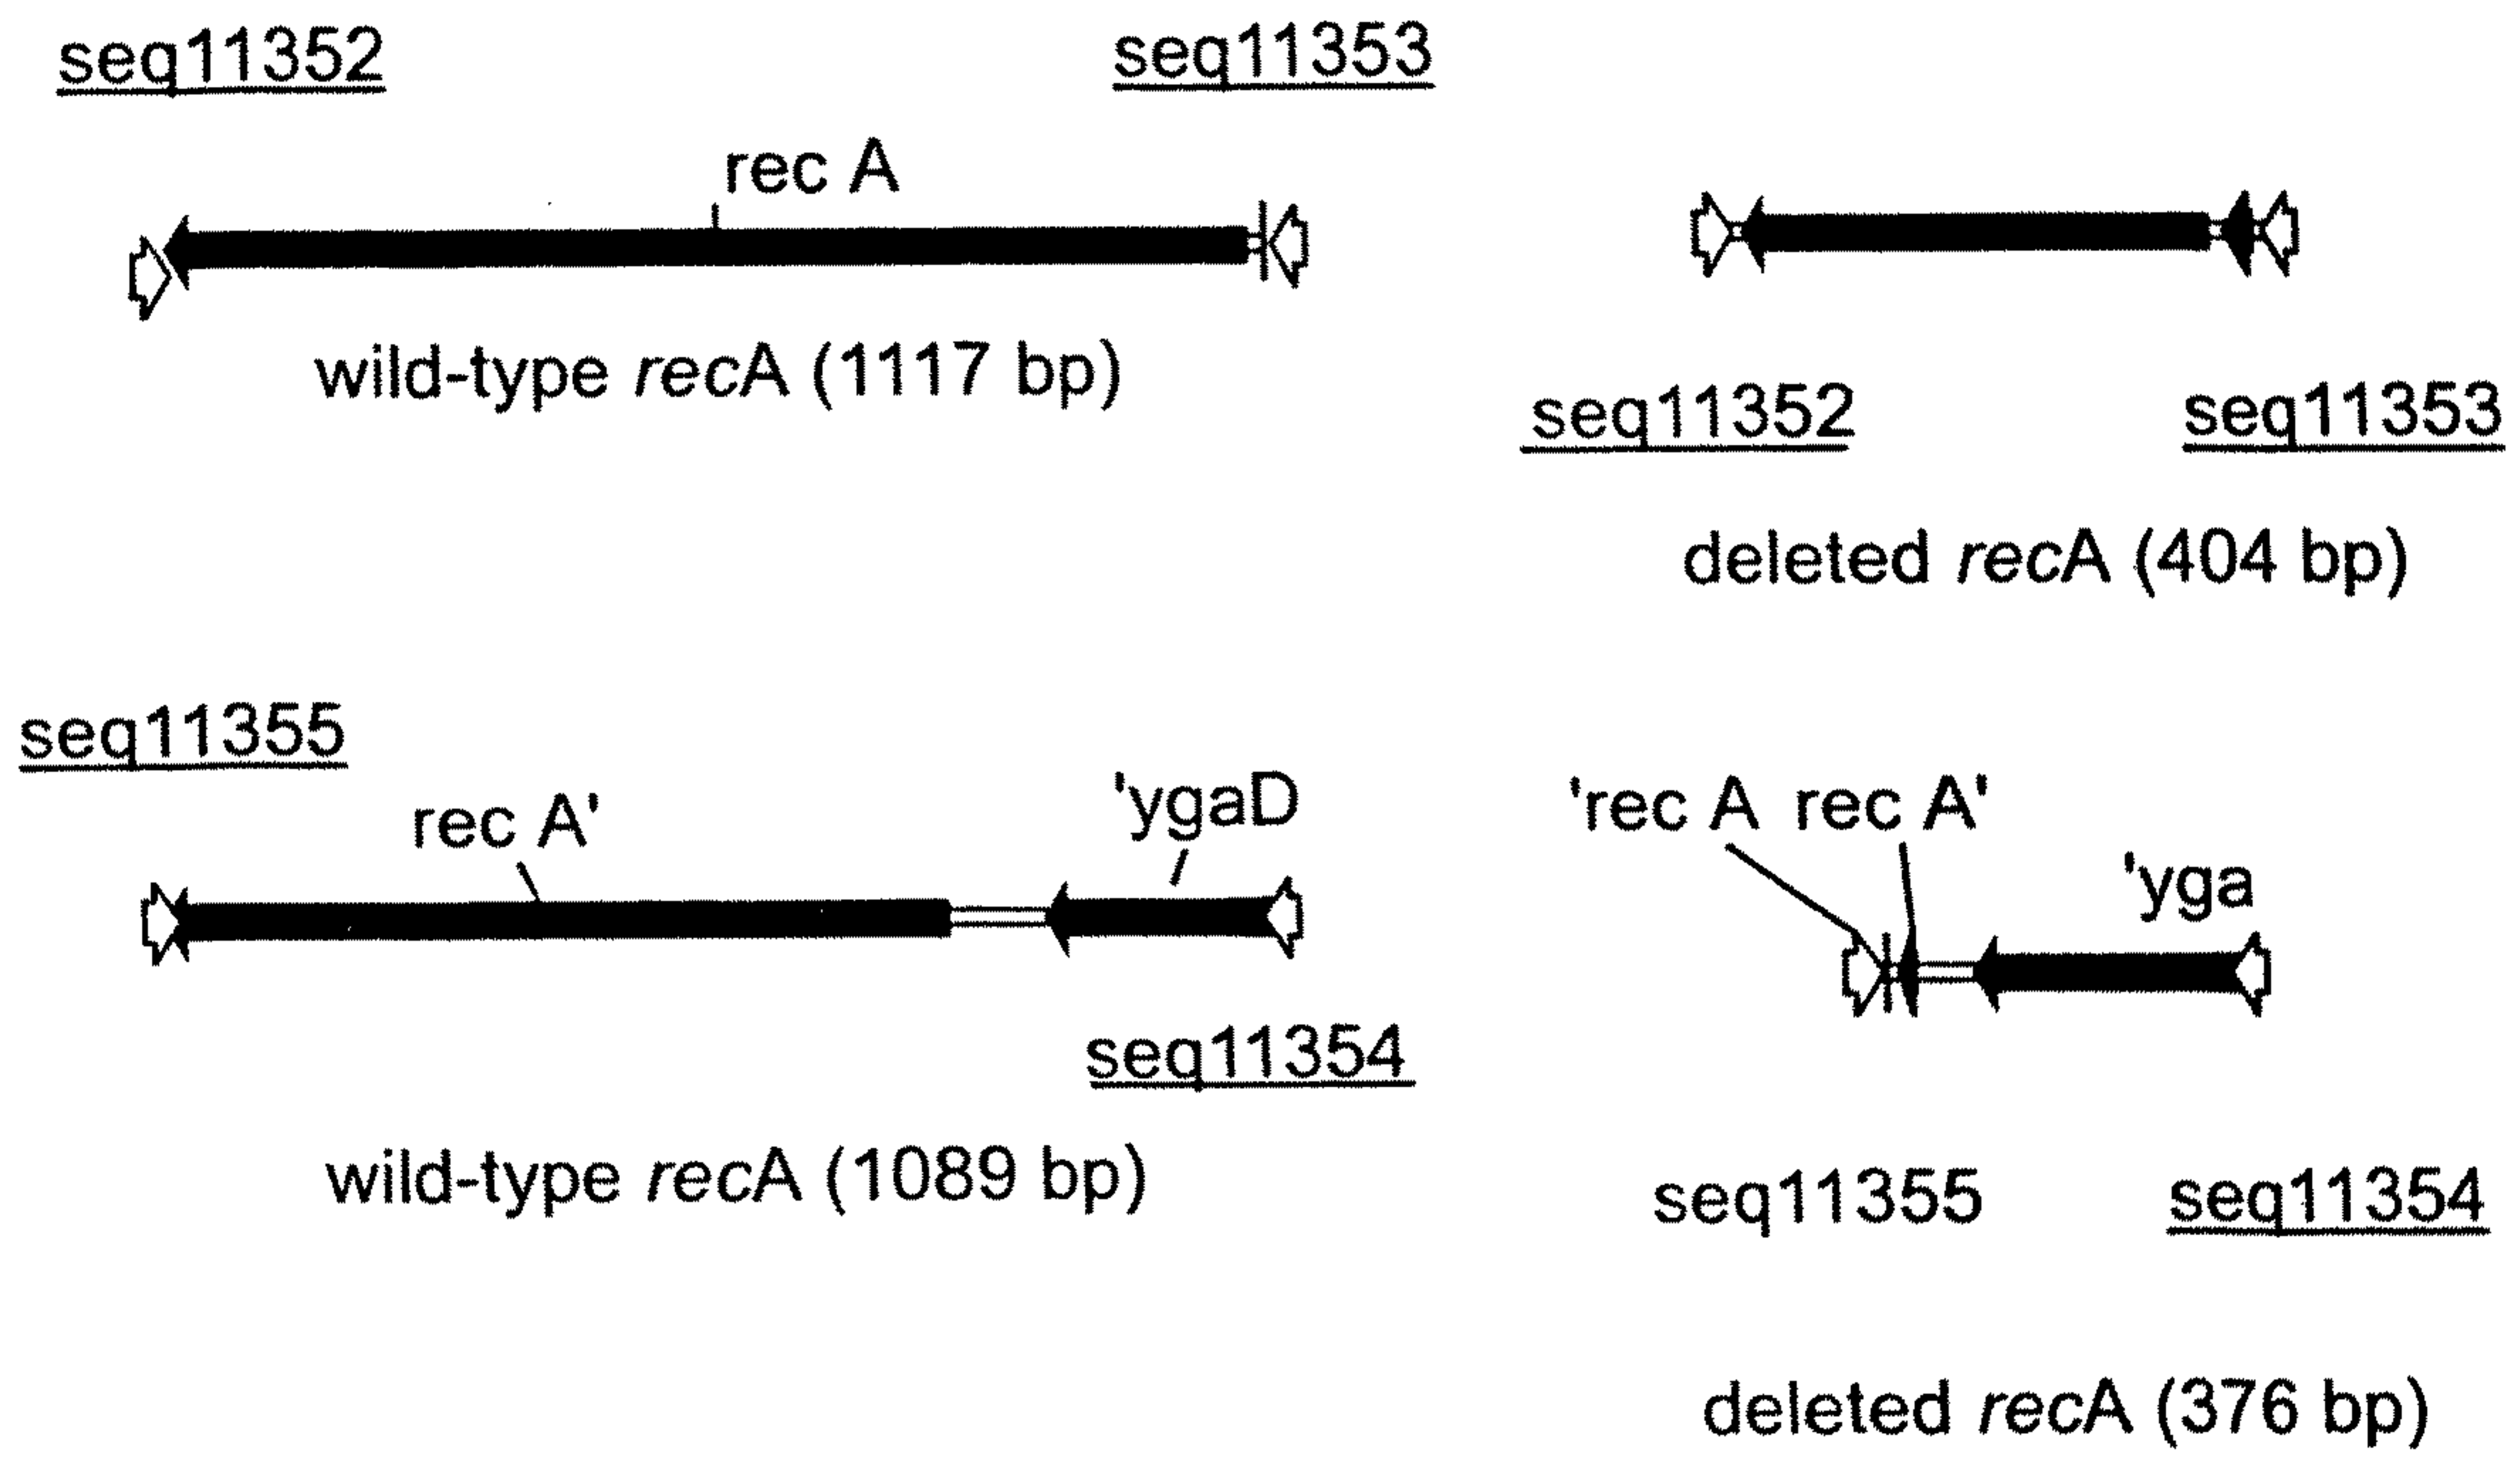 seq11352 seq11353
rec A
wild-type recA (1117 bp)
seq11352 seq11353
deleted recA (404 bp)
seq11355
rec A' 'ygaD
seq11354
wild-type recA (1089 bp)
'rec A rec A'
'yga
seq11355 seq11354
deleted recA (376 bp)